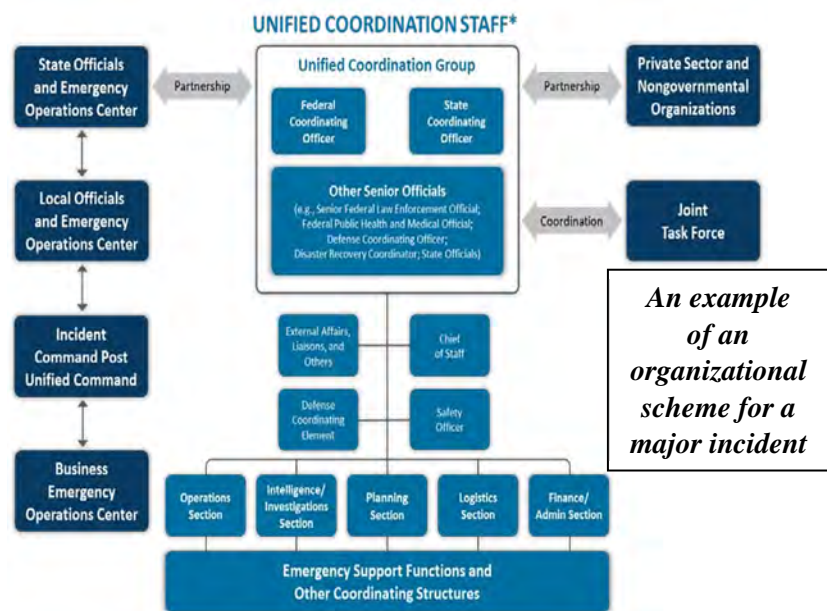 UNIFIED COORDINATION STAFF*
State Officials
and Emergency
Operations Center
Partnership
Unified Coordination Group
Federal
Coordinating
Officer
State
Coordinating
Officer
Partnership
Private Sector and
Nongovernmental
Organizations
Other Senior Officials
(e.g., Senior Federal Law Enforcement Official;
Federal Public Health and Medical Official;
Defense Coordinating Officer;
Disaster Recovery Coordinator; State Officials)
Local Officials
and Emergency
Operations Center
Coordination
Joint
Task Force
An example
of an
organizational
scheme for a
major incident
Incident
Command Post
Unified Command
External Affairs,
Liaisons, and
Others
Chief
of Staff
Defense
Coordinating
Element
Safety
Officer
Business
Emergency
Operations Center
Operations
Section
Intelligence/
Investigations
Section
Planning
Section
Logistics
Section
Finance/
Admin Section
Emergency Support Functions and
Other Coordinating Structures